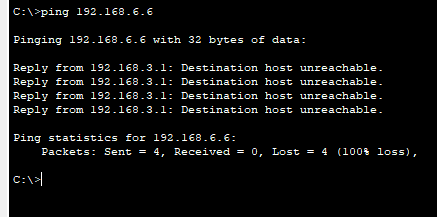 C:\>ping 192.168.6.6
Pinging 192.168.6.6 with 32 bytes of data:
Reply from 192.168.3.1: Destination host unreachable.
Reply from 192.168.3.1: Destination host unreachable.
Reply from 192.168.3.1: Destination host unreachable.
Reply from 192.168.3.1: Destination host unreachable.
Ping statistics for 192.168.6.6:
    Packets: Sent = 4, Received = 0, Lost = 4 (100% loss),
C:\>